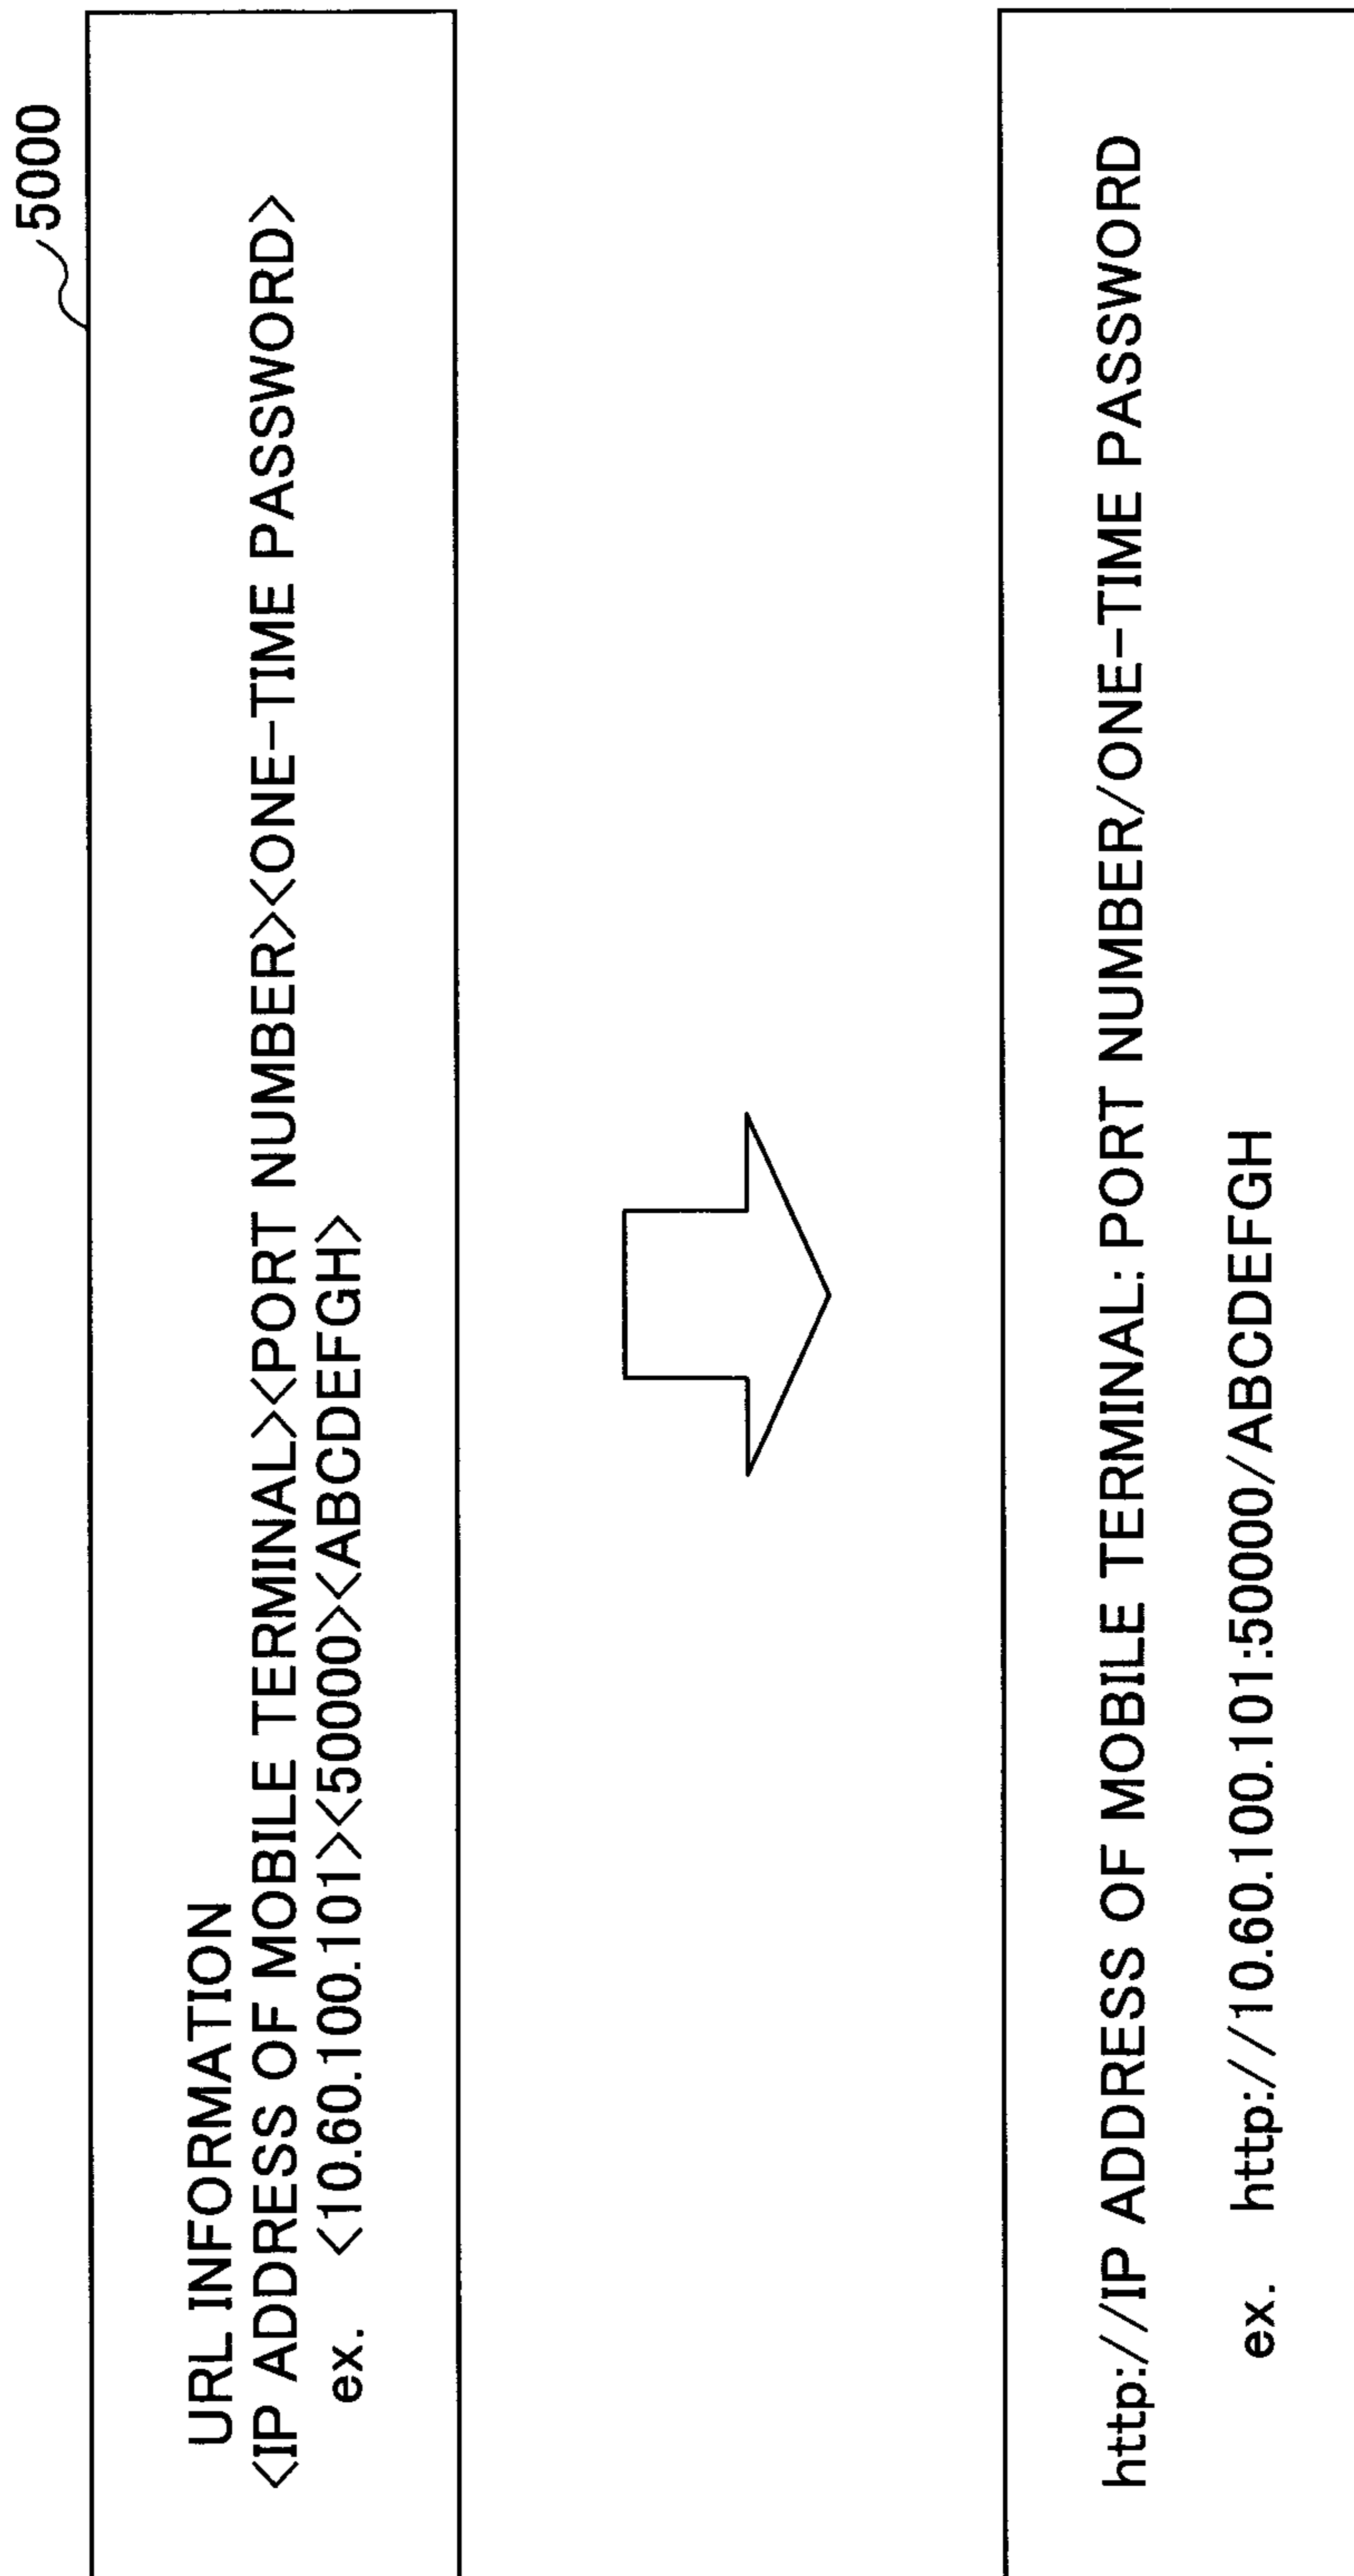 5000
URL INFORMATION
<IP ADDRESS OF MOBILE TERMINAL><PORT NUMBER><ONE-TIME PASSWORD>
ex. <10.60.100.101><50000><ABCDEFGH>
http://IP ADDRESS OF MOBILE TERMINAL: PORT NUMBER/ONE-TIME PASSWORD
ex. http://10.60.100.101:50000/ABCDEFGH